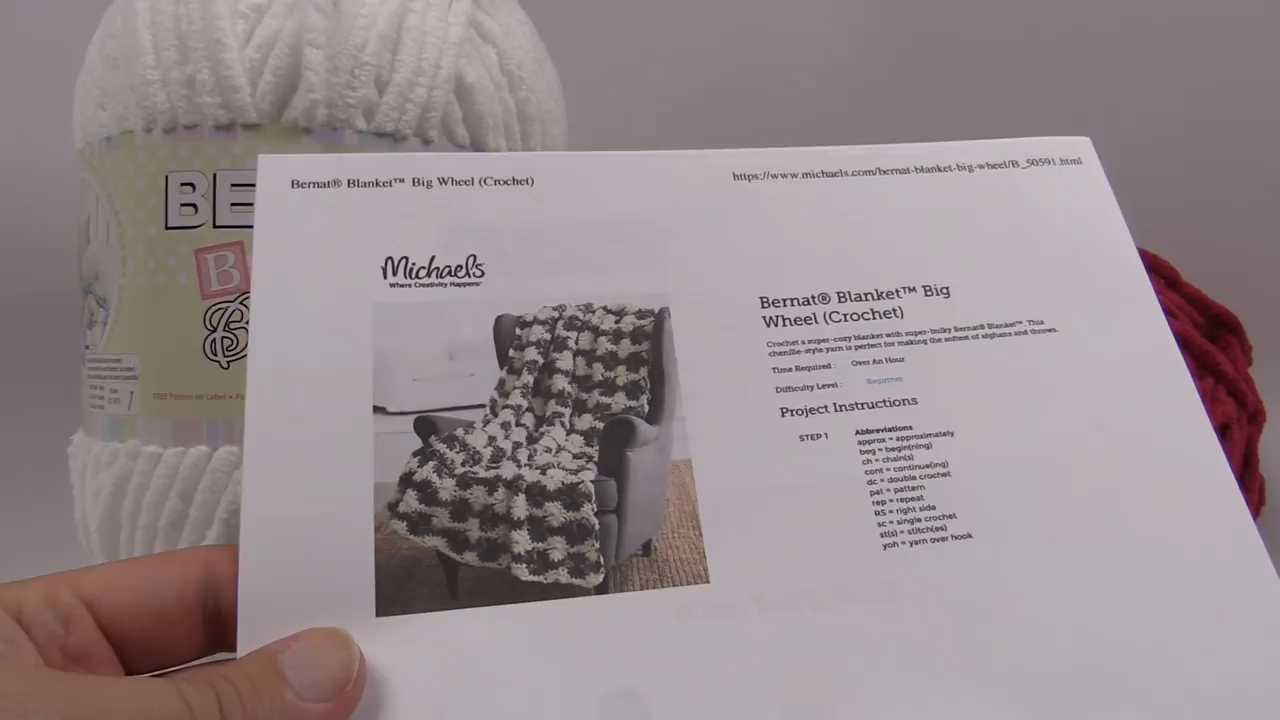 BE
B
B
FREE Pattern on Label
Bernat® Blanket™ Big Wheel (Crochet)
https://www.michaels.com/bernat-blanket-big-wheel/B_50591.html
Michaels
Where Creativity Happens®
Bernat® Blanket™ Big
Wheel (Crochet)
Crochet a super-cozy blanket with super-bulky Bernat® Blanket™. This
chenille-style yarn is perfect for making the softest of afghans and throws.
Time Required : Over An Hour
Difficulty Level : Beginner
Project Instructions
STEP 1
Abbreviations
approx = approximately
beg = begin(ning)
ch = chain(s)
cont = continue(ing)
dc = double crochet
pat = pattern
rep = repeat
RS = right side
sc = single crochet
st(s) = stitch(es)
yoh = yarn over hook